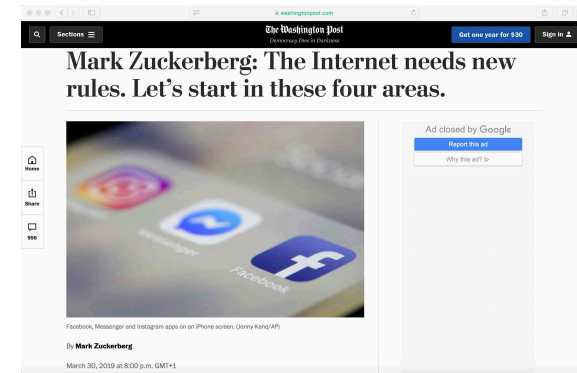 washingtonpost.com
Sections
The Washington Post
Democracy Dies in Darkness
Get one year for $30
Sign in
Mark Zuckerberg: The Internet needs new
rules. Let's start in these four areas.
Home
Share
956
Messenger
Facebook
Ad closed by Google
Report this ad
Why this ad?
Facebook, Messenger and Instagram apps on an iPhone screen. (Jenny Kane/AP)
By Mark Zuckerberg
March 30, 2019 at 8:00 p.m. GMT+1